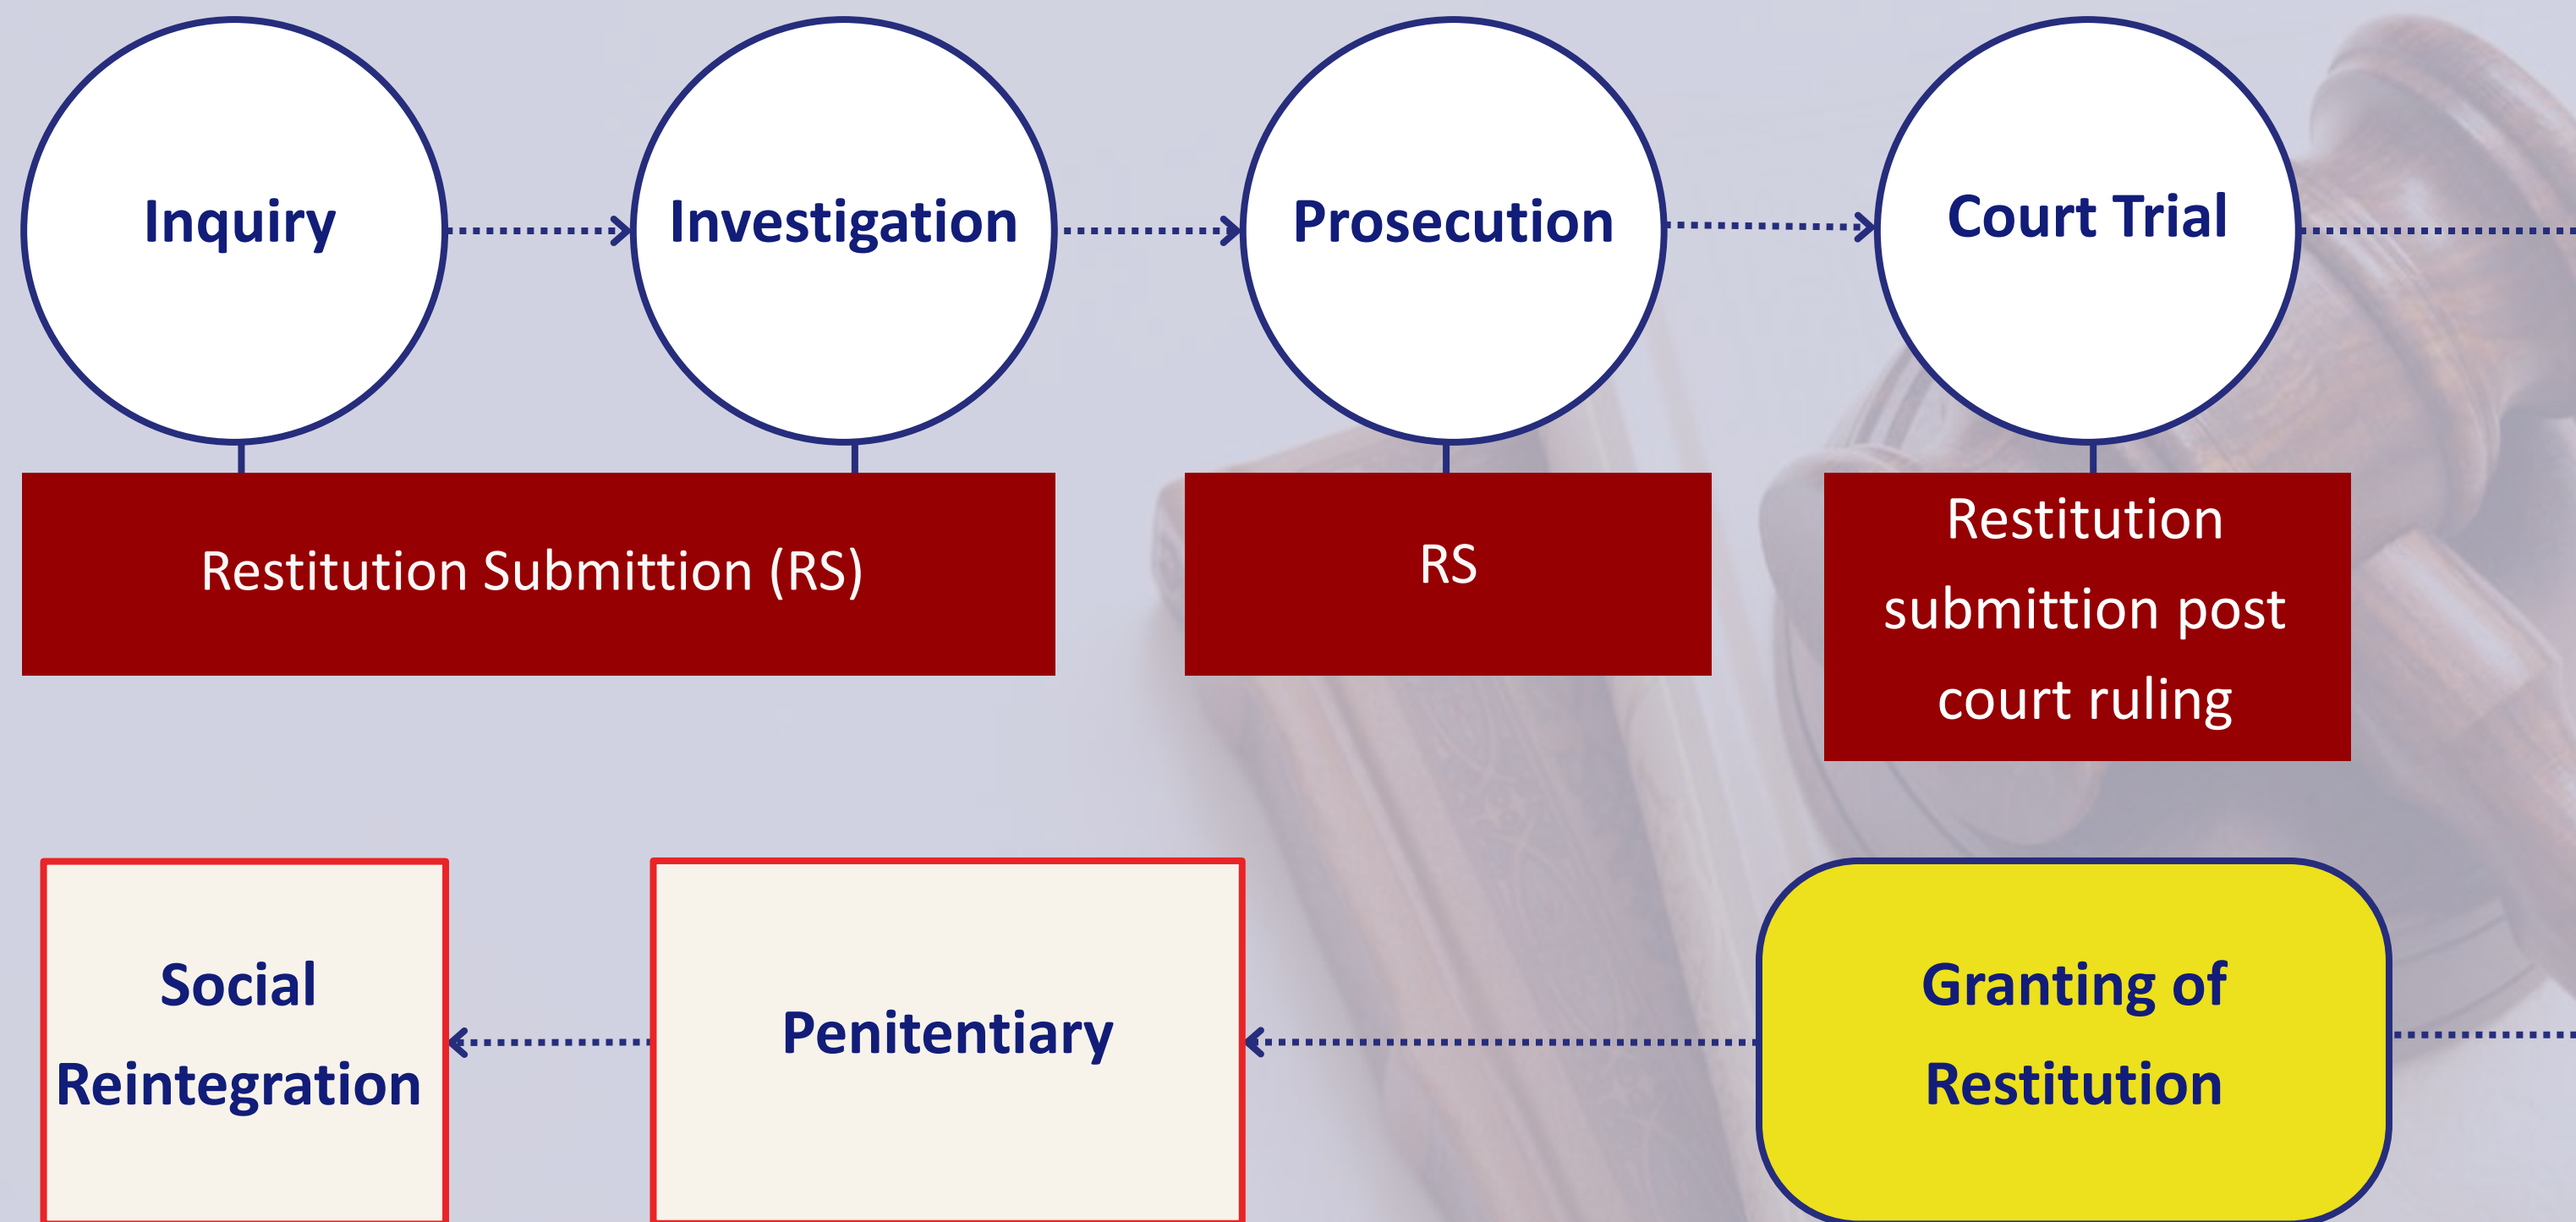 Inquiry
Investigation
Prosecution
Court Trial
Restitution Submittion (RS)
RS
Restitution
submittion post
court ruling
Social
Reintegration
Penitentiary
Granting of
Restitution